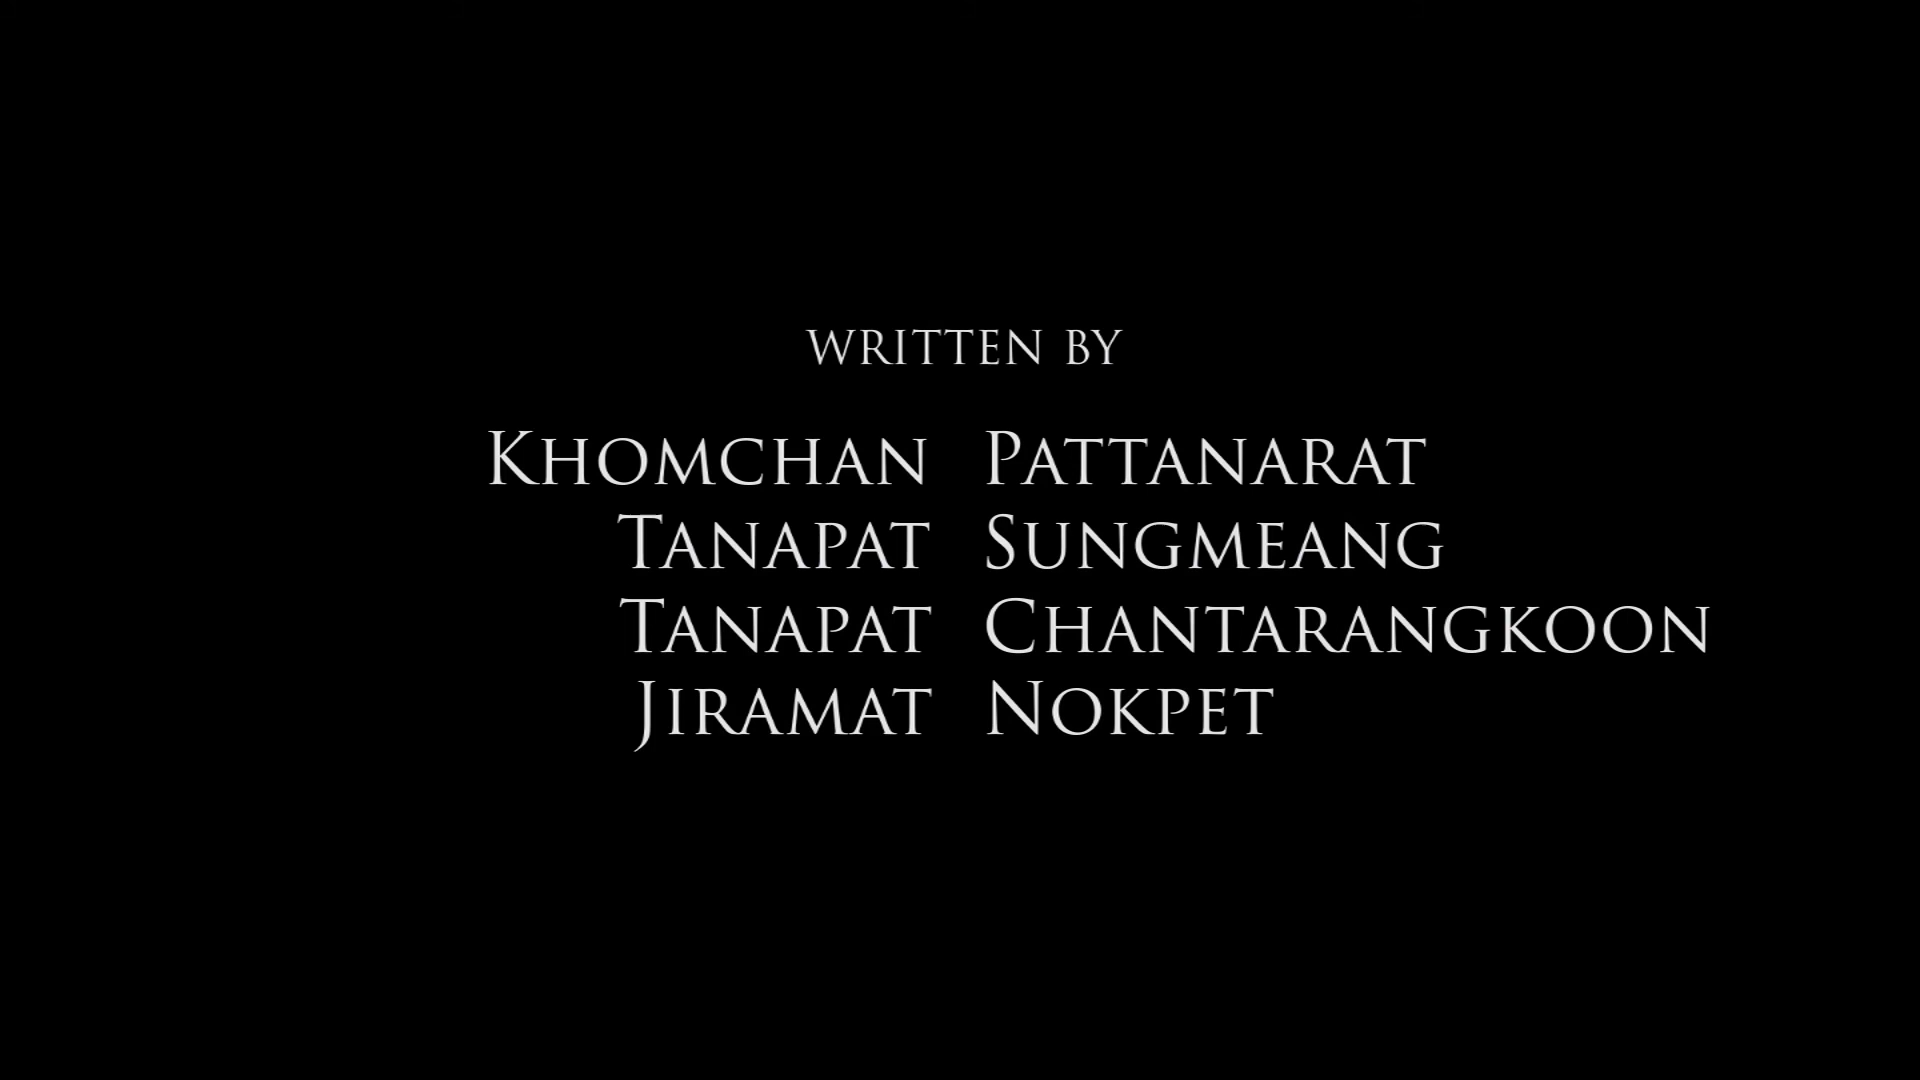 WRITTEN BY
KHOMCHAN PATTANARAT
TANAPAT SUNGMEANG
TANAPAT CHANTARANGKOON
JIRAMAT NOKPET